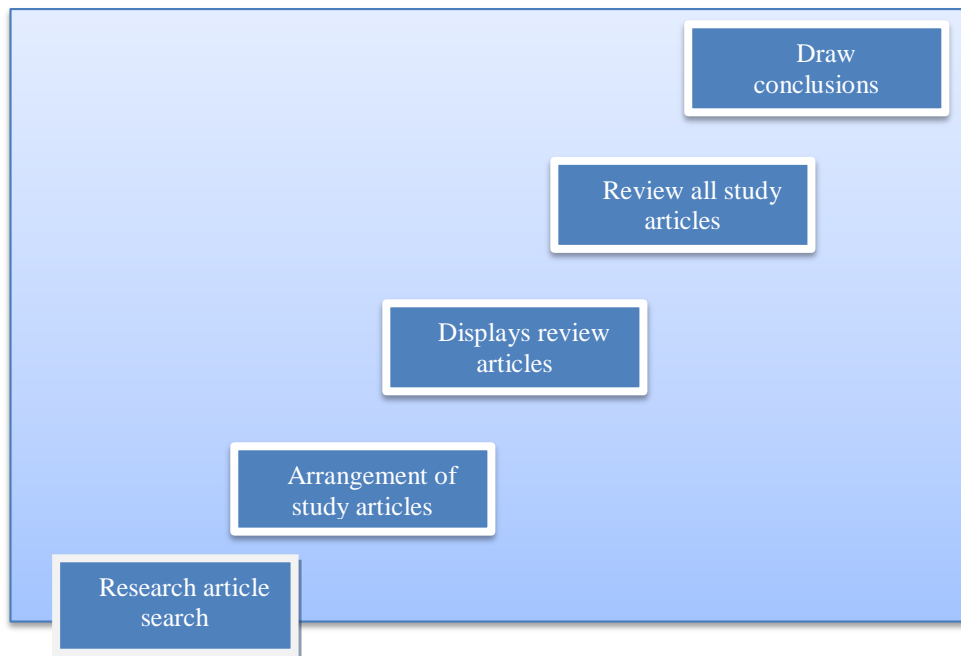 Draw
conclusions
Review all study
articles
Displays review
articles
Arrangement of
study articles
Research article
search